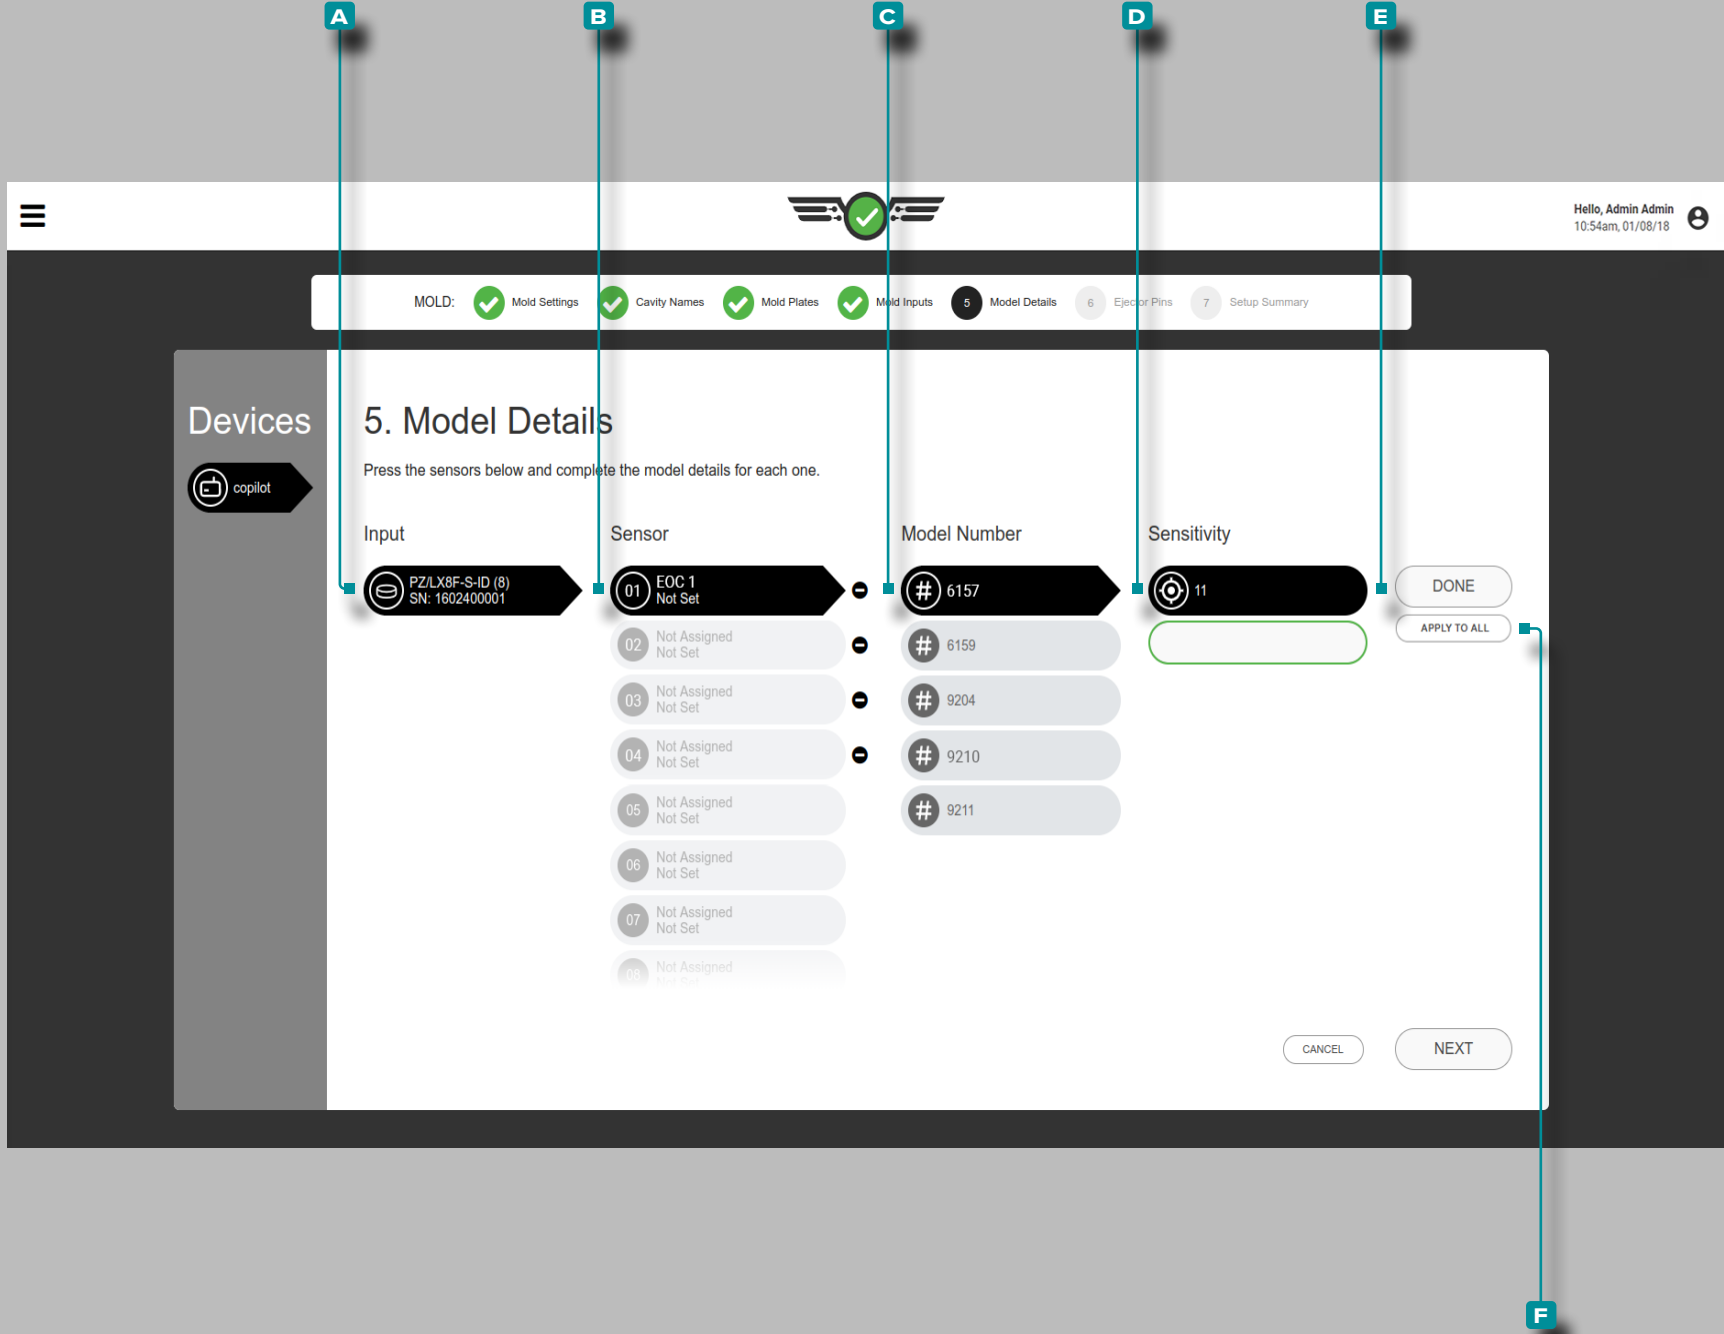 A B C D E
Hello, Admin Admin
10:54am, 01/08/18
MOLD: Mold Settings Cavity Names Mold Plates Mold Inputs 5 Model Details 6 Ejector Pins 7 Setup Summary
Devices
copilot
5. Model Details
Press the sensors below and complete the model details for each one.
Input
PZ/LX8F-S-ID (8)
SN: 1602400001
Sensor
01 EOC 1
Not Set
02 Not Assigned
Not Set
03 Not Assigned
Not Set
04 Not Assigned
Not Set
05 Not Assigned
Not Set
06 Not Assigned
Not Set
07 Not Assigned
Not Set
08 Not Assigned
Not Set
Model Number
# 6157
# 6159
# 9204
# 9210
# 9211
Sensitivity
11
DONE
APPLY TO ALL
CANCEL
NEXT
F